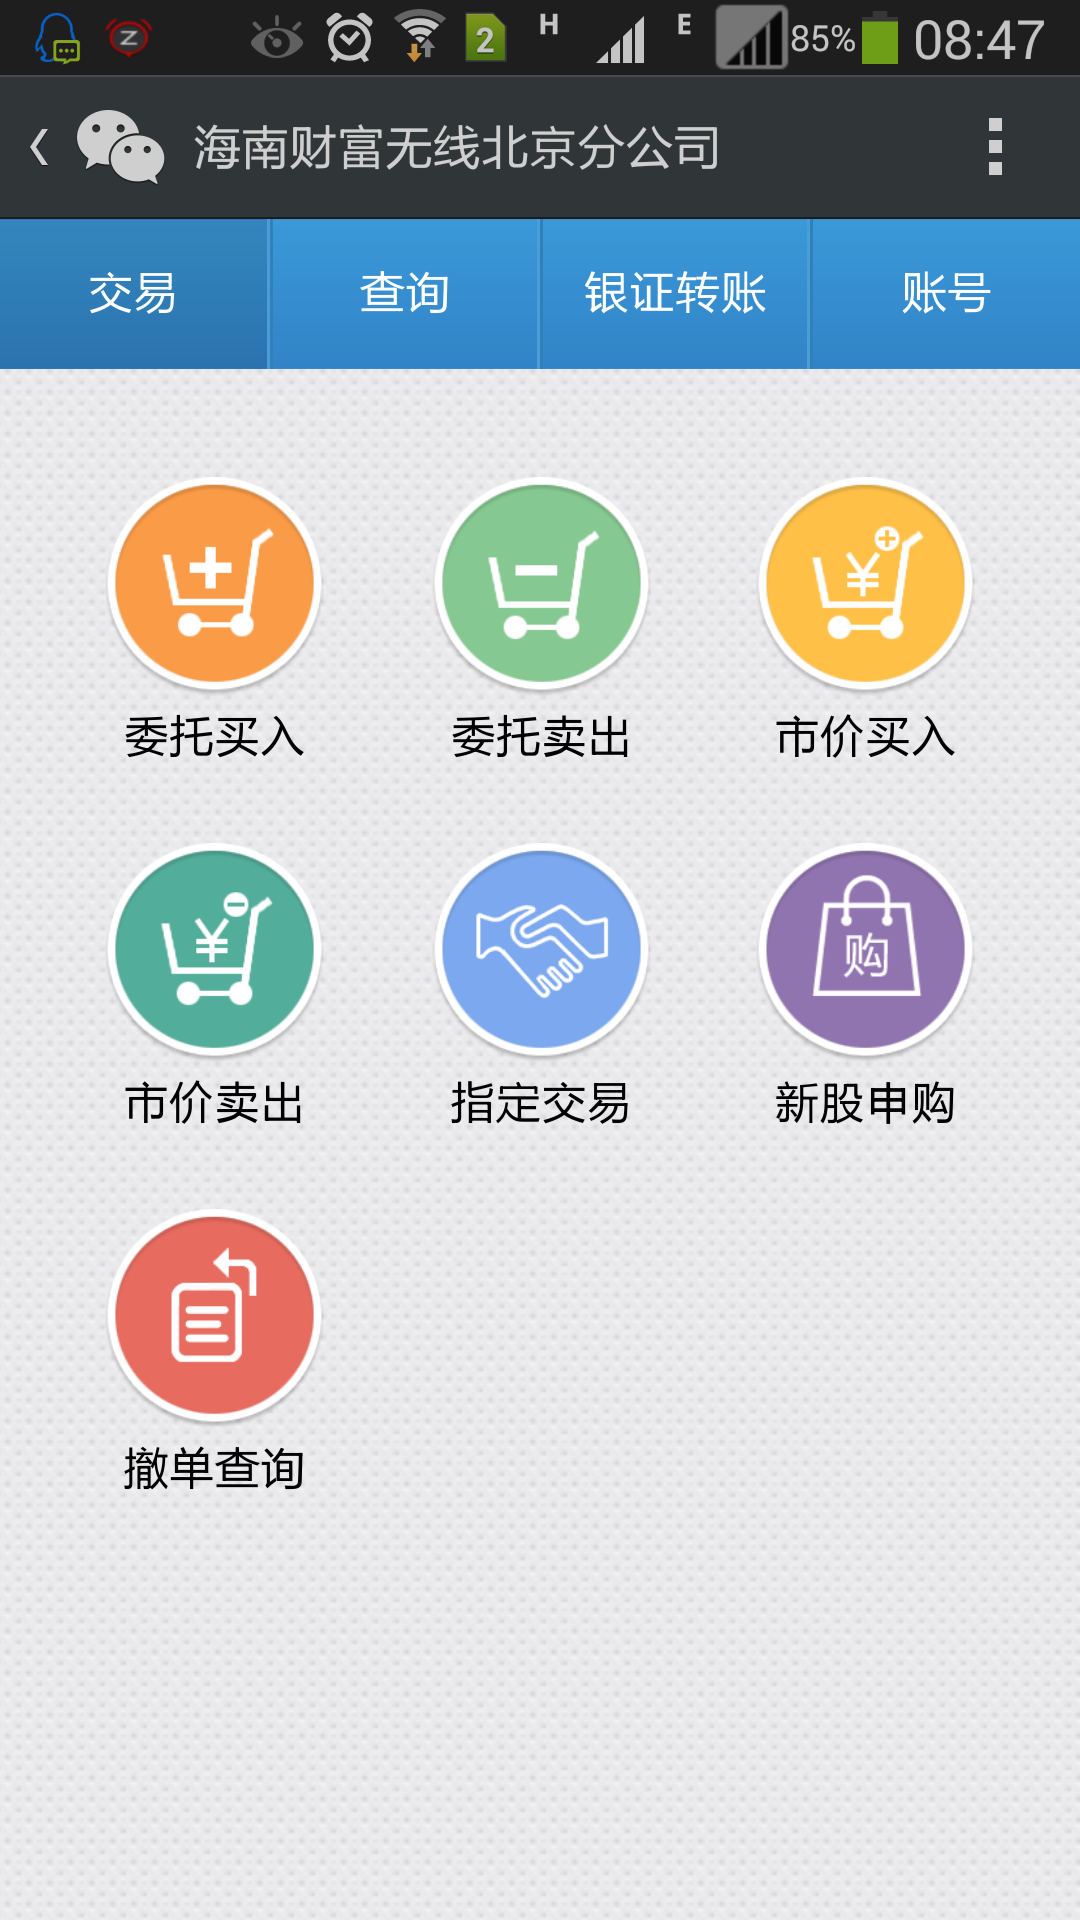 2 H E 85% 08:47
海南财富无线北京分公司
交易 查询 银证转账 账号
委托买入 委托卖出 市价买入
购
市价卖出 指定交易 新股申购
撤单查询